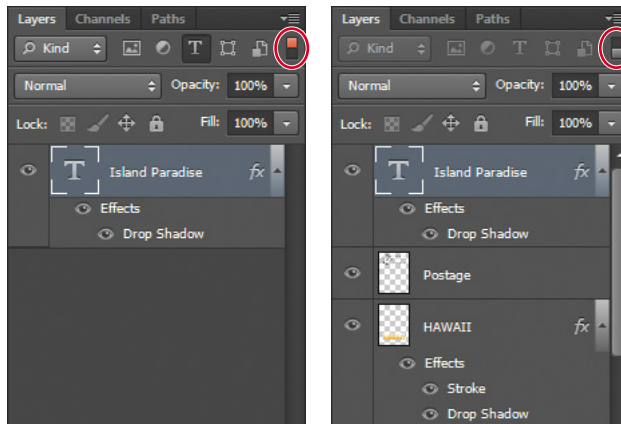 Layers Channels Paths
Kind T
Normal Opacity: 100%
Lock: Fill: 100%
T Island Paradise fx
Effects
Drop Shadow
Layers Channels Paths
Kind T
Normal Opacity: 100%
Lock: Fill: 100%
T Island Paradise fx
Effects
Drop Shadow
Postage
HAWAII fx
Effects
Stroke
Drop Shadow